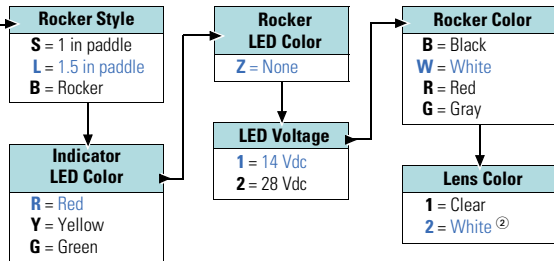 Rocker Style
S = 1 in paddle
L = 1.5 in paddle
B = Rocker
Indicator
LED Color
R = Red
Y = Yellow
G = Green
Rocker
LED Color
Z = None
LED Voltage
1 = 14 Vdc
2 = 28 Vdc
Rocker Color
B = Black
W = White
R = Red
G = Gray
Lens Color
1 = Clear
2 = White ②